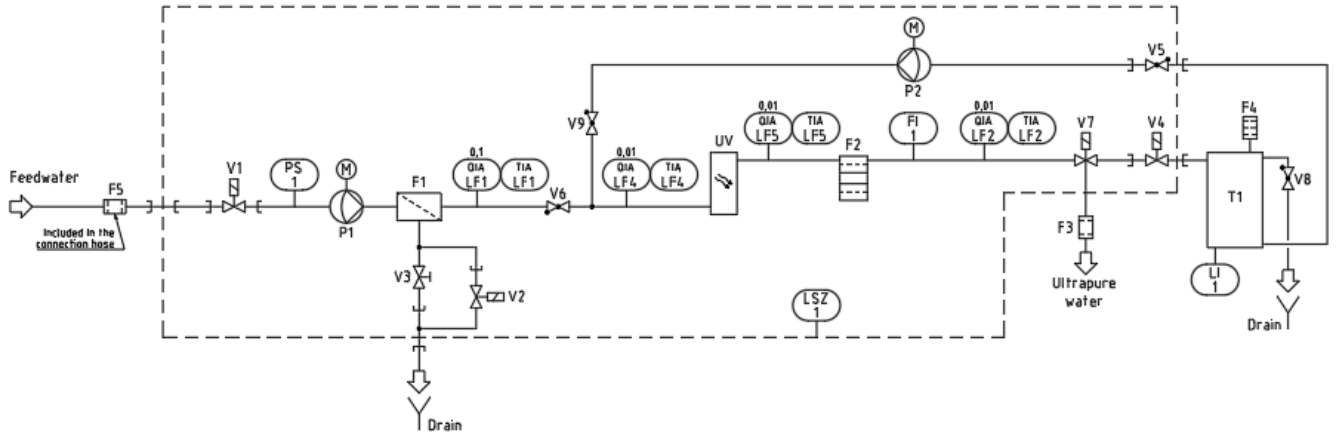 M
P2
V5
V9
0,01
QIA
LF5
TIA
LF5
FI
1
0,01
QIA
LF2
TIA
LF2
V7
V4
F4
UV
F2
Feedwater
F5
V1
PS
1
M
P1
F1
0,1
QIA
LF1
TIA
LF1
V6
0,01
QIA
LF4
TIA
LF4
V8
T1
Included in the
connection hose
V3
V2
F3
Ultrapure
water
LI
1
LSZ
1
Drain
Drain